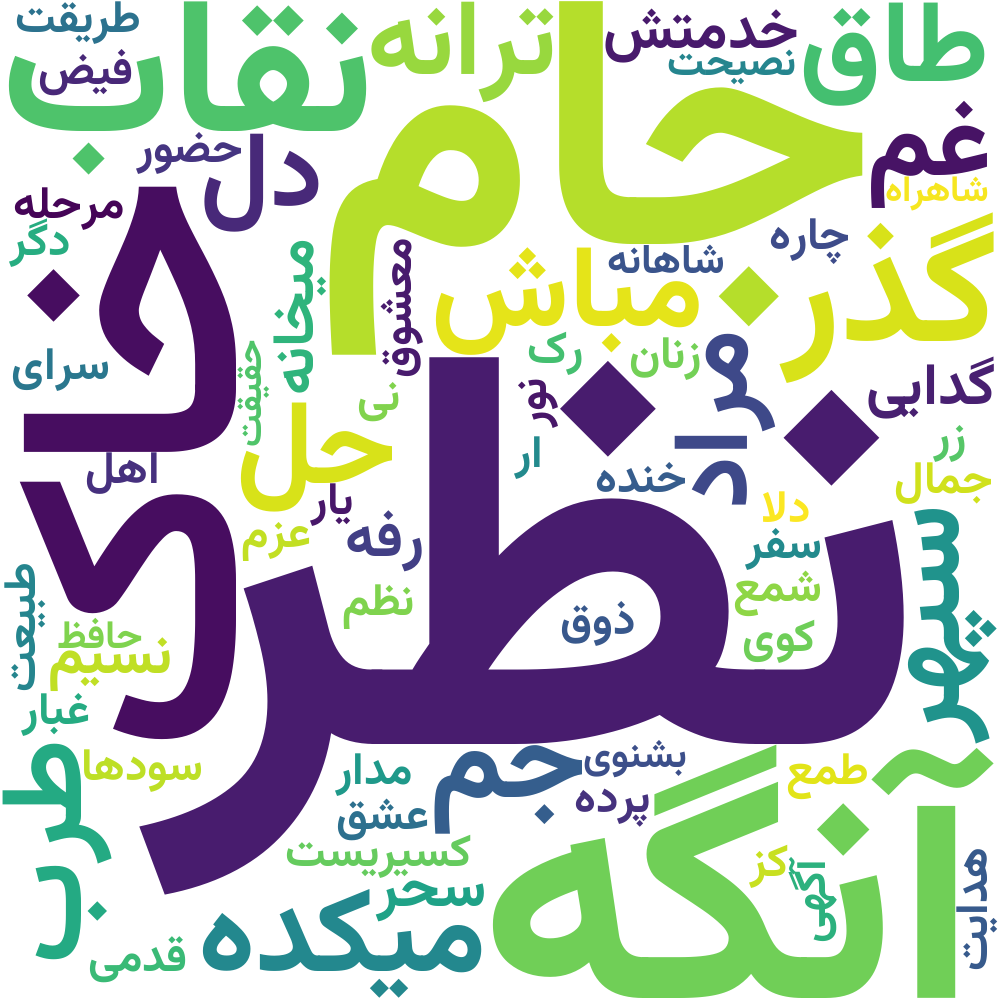 طریقت
نقاب
ترانه
جام
خدمتش
طاق
فیض
نصیحت
حضور
دل
غم
شاهراه
مرحله
دگر
خاک
میخانه
معشوق
شاهانه
مباش
چاره
گذر
سرای
حقیقت
نی
رک
زنان
مراد
گدایی
نظر
نور
حل
اهل
یار
ار
خنده
زر
جمال
دلا
عزم
رفه
سفر
سپهر
طبیعت
نظم
ذوق
شمع
کوی
حافظ
نسیم
غبار
طرب
سودها
مدار
جم
بشنوی
پرده
طمع
آنگه
عشق
کسیریست
سحر
میکده
قدمی
کز
آگهی
هدایت